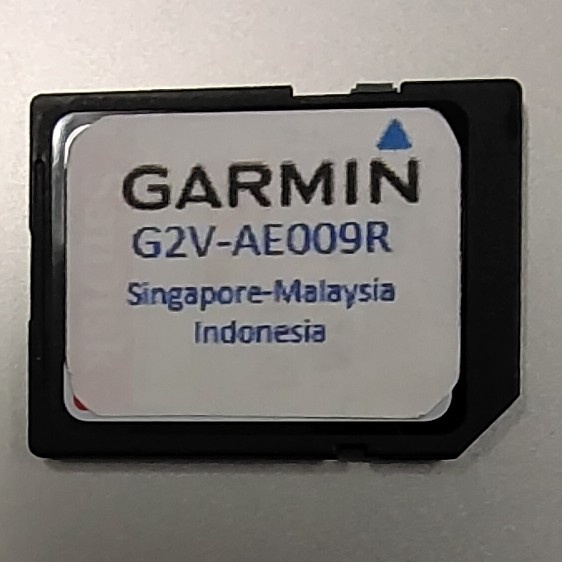 GARMIN
G2V-AE009R
Singapore-Malaysia
Indonesia